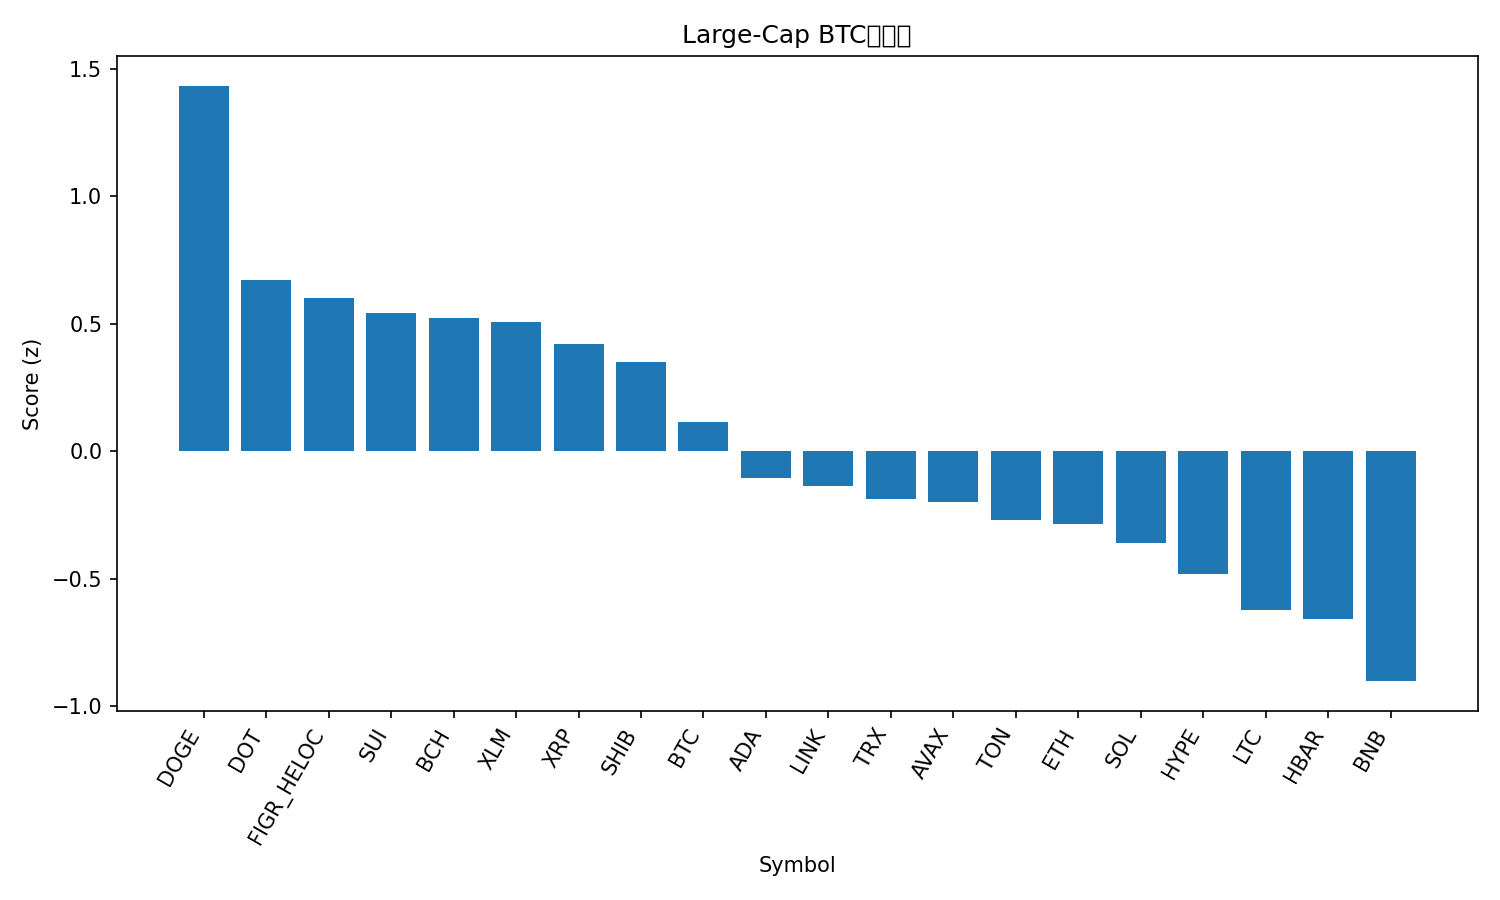 Large-Cap BTC
Score (z)
1.5
1.0
0.5
0.0
−0.5
−1.0
DOGE
DOT
FIGR_HELOC
SUI
BCH
XLM
XRP
SHIB
BTC
ADA
LINK
TRX
AVAX
TON
ETH
SOL
HYPE
LTC
HBAR
BNB
Symbol